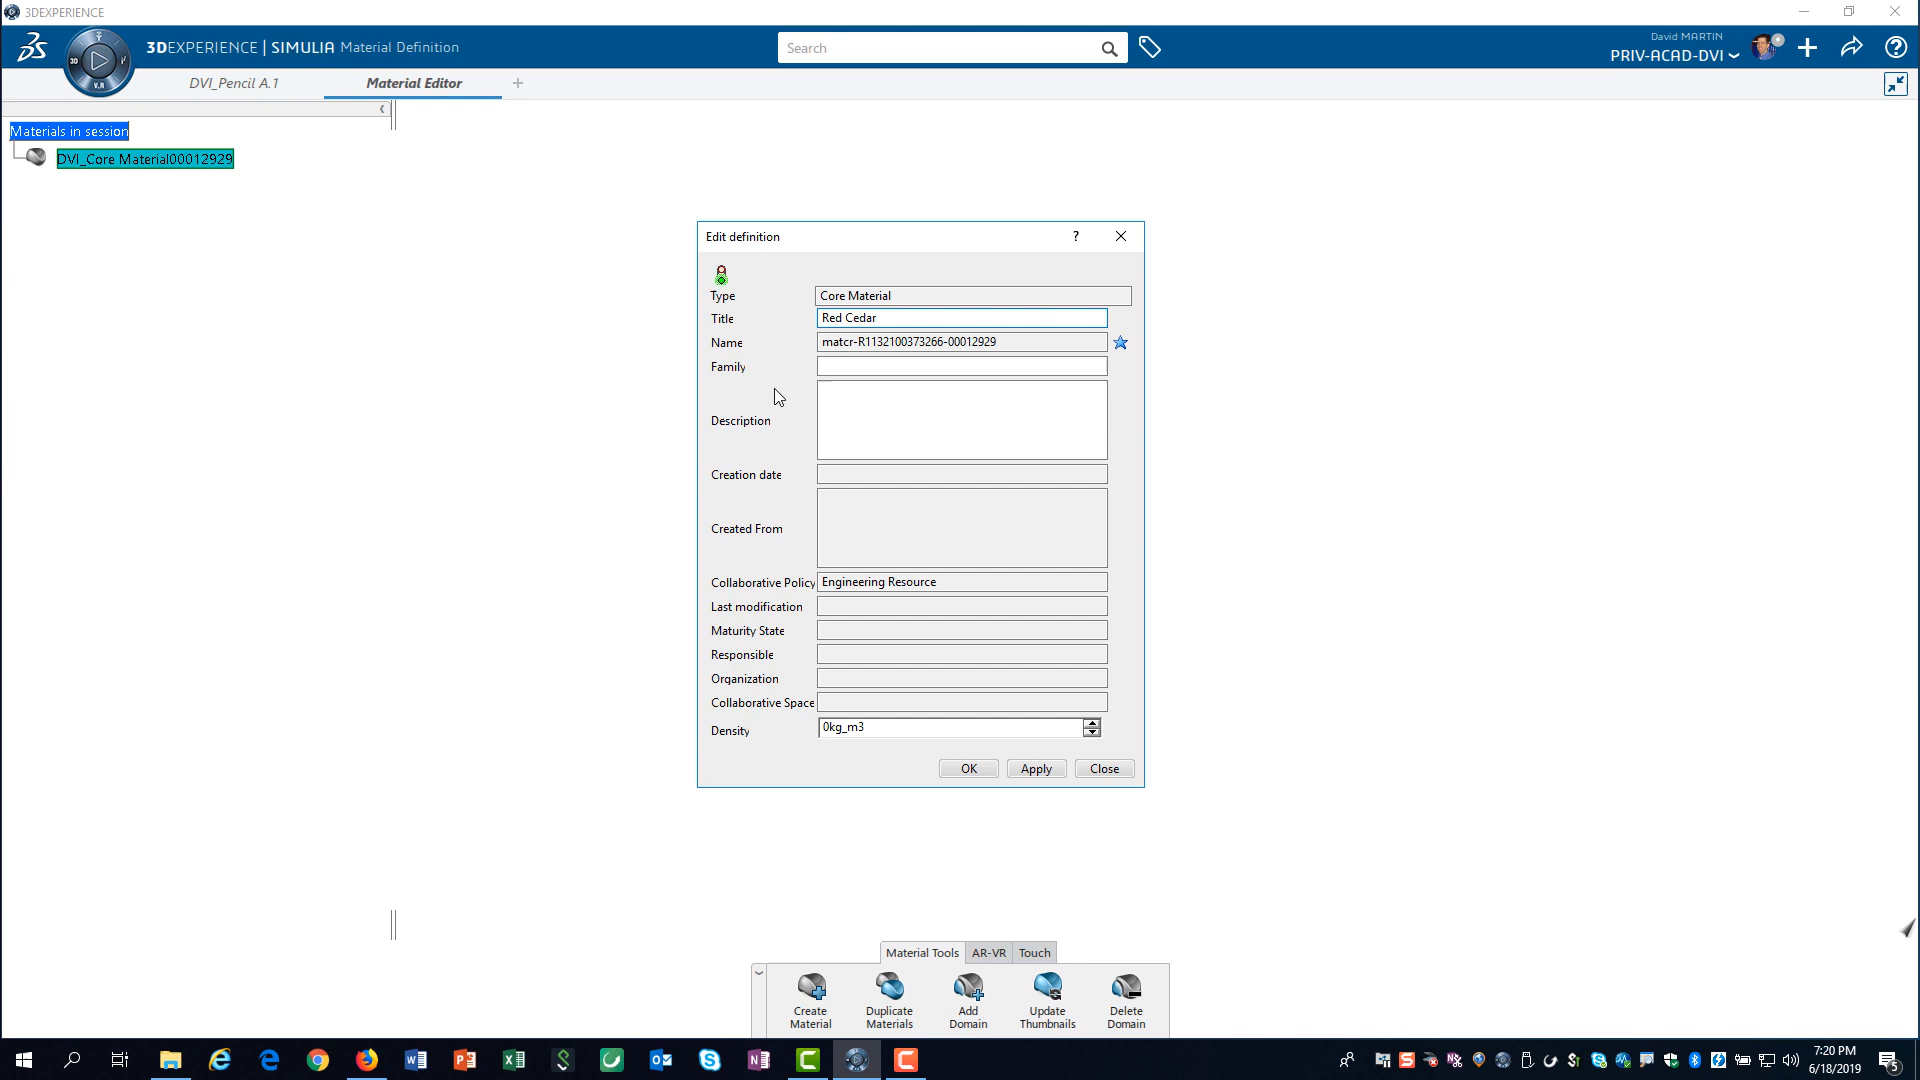 3DEXPERIENCE
3DEXPERIENCE | SIMULIA Material Definition
Search
David MARTIN
PRIV-ACAD-DVI
3D
V.R
DVI_Pencil A.1
Material Editor
Materials in session
DVI_Core Material00012929
Edit definition
?
Type
Core Material
Title
Red Cedar
Name
matcr-R1132100373266-00012929
Family
Description
Creation date
Created From
Collaborative Policy
Engineering Resource
Last modification
Maturity State
Responsible
Organization
Collaborative Space
Density
0kg_m3
OK
Apply
Close
Material Tools
AR-VR
Touch
Create
Material
Duplicate
Materials
Add
Domain
Update
Thumbnails
Delete
Domain
7:20 PM
6/18/2019
5